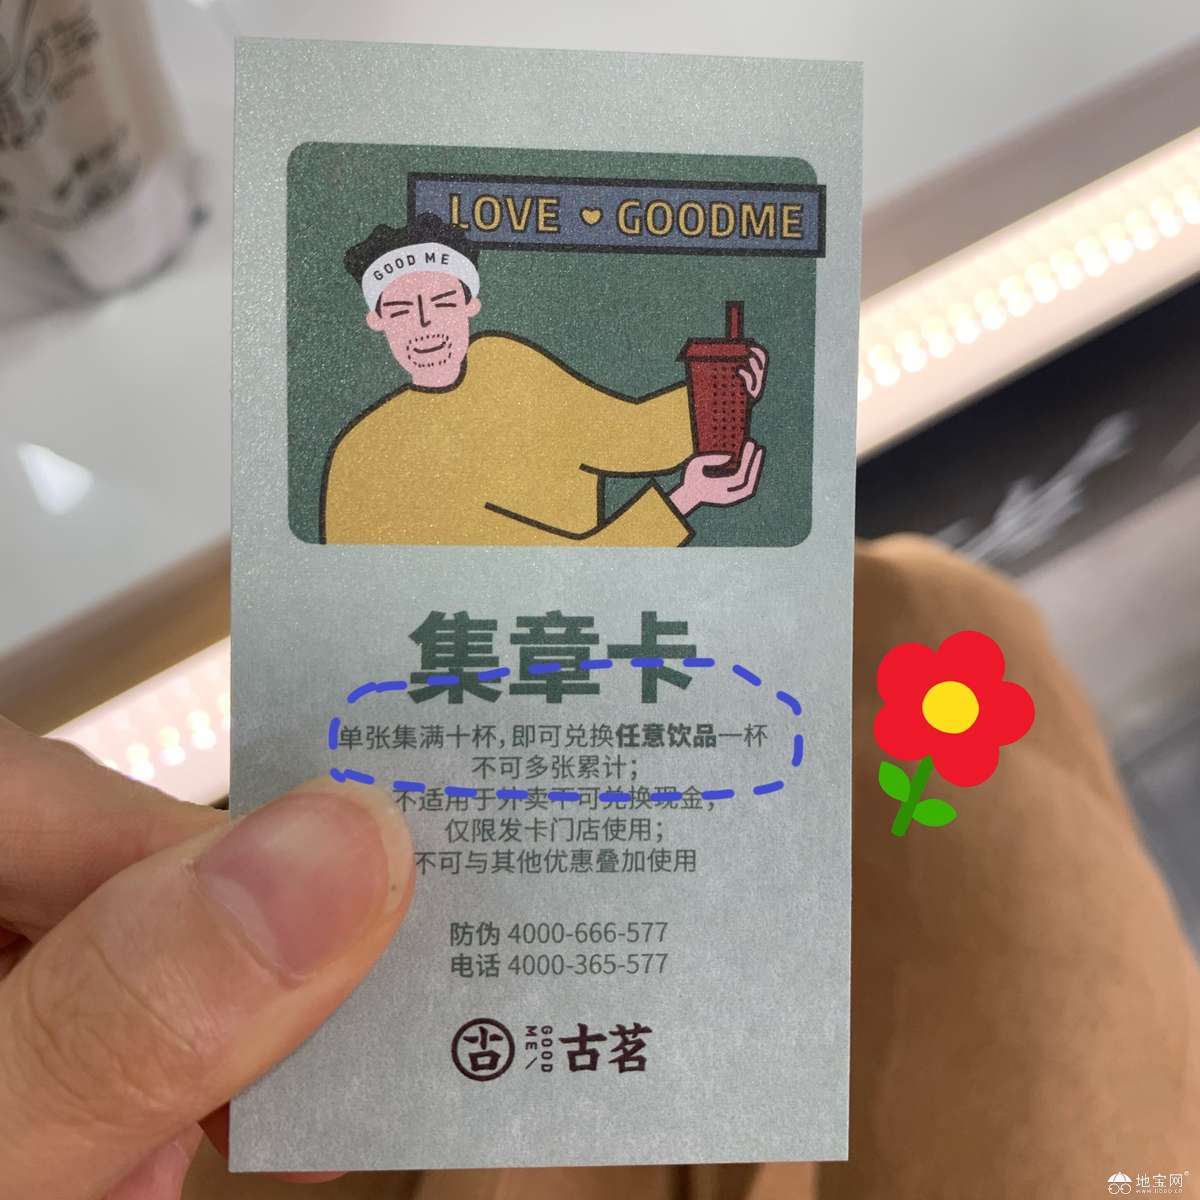 LOVE GOODME
GOOD ME
集章卡
单张集满十杯,即可兑换任意饮品一杯
不可多张累计;
不适用于外卖不可兑换现金,
仅限发卡门店使用;
不可与其他优惠叠加使用
防伪 4000-666-577
电话 4000-365-577
古 GOOD ME 古茗
地宝网